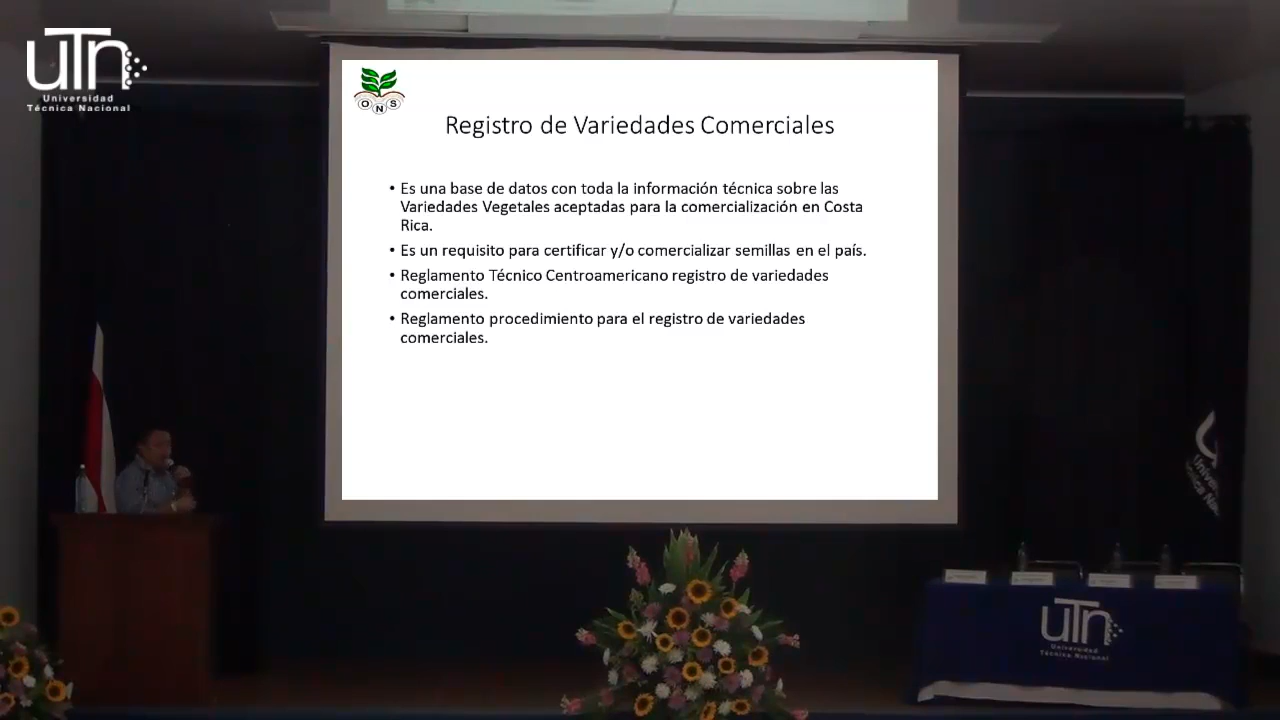 uTn
Universidad
Técnica Nacional
O N S
Registro de Variedades Comerciales
• Es una base de datos con toda la información técnica sobre las
Variedades Vegetales aceptadas para la comercialización en Costa
Rica.
• Es un requisito para certificar y/o comercializar semillas en el país.
• Reglamento Técnico Centroamericano registro de variedades
comerciales.
• Reglamento procedimiento para el registro de variedades
comerciales.
uTn
Universidad
Técnica Nacional